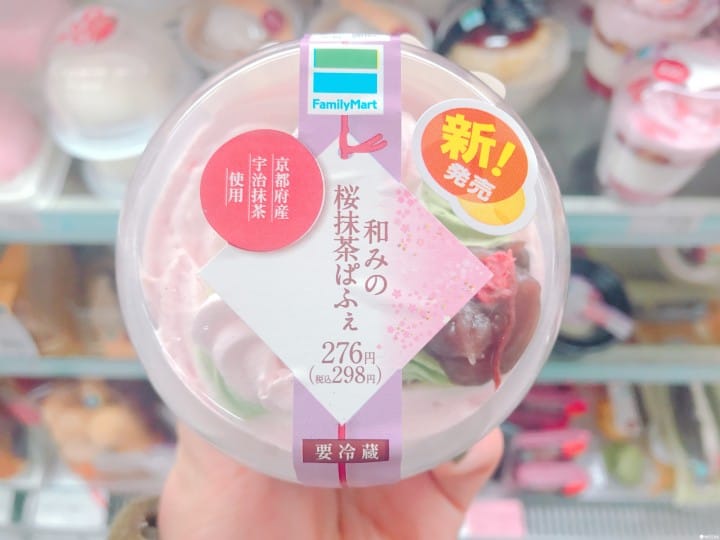 FamilyMart
新!
発売
京都府産
宇治抹茶
使用
和みの
桜抹茶ぱふぇ
276円
(税込298円)
要冷蔵